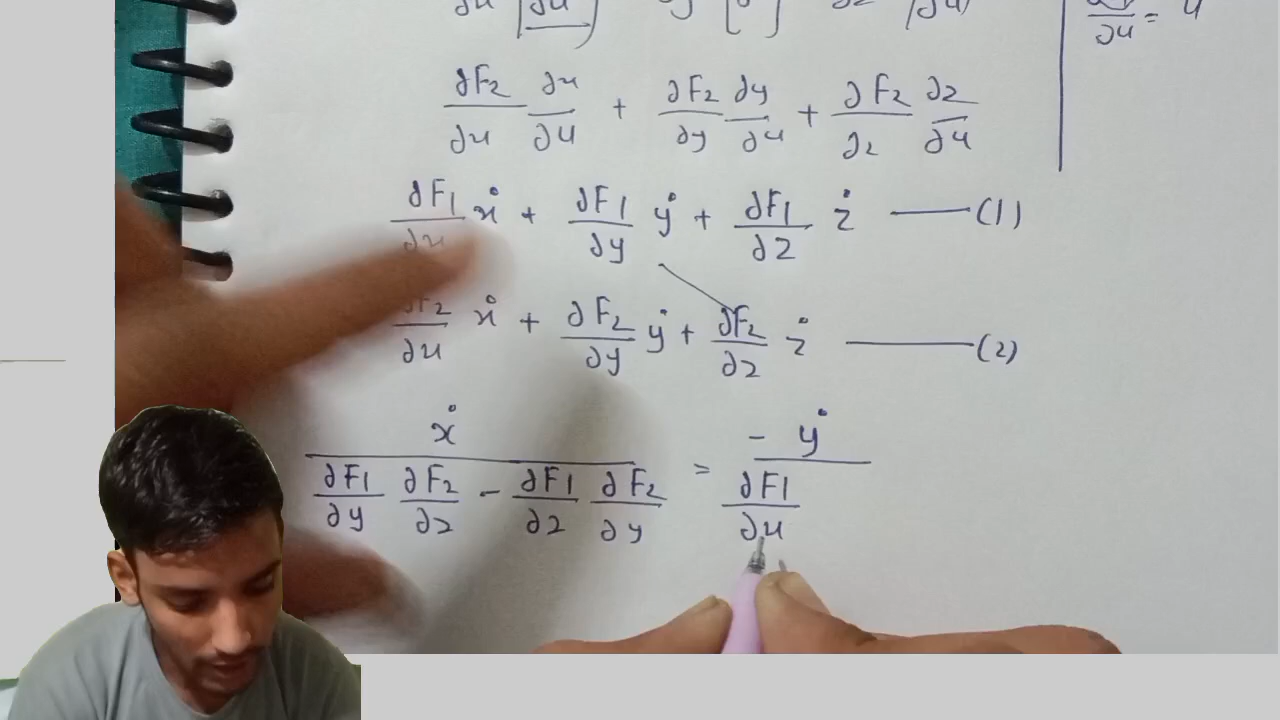 ∂F2/∂x ∂x/∂u + ∂F2/∂y ∂y/∂u + ∂F2/∂z ∂z/∂u
∂F1/∂x ẋ + ∂F1/∂y ẏ + ∂F1/∂z ż —— (1)
∂F2/∂x ẋ + ∂F2/∂y ẏ + ∂F2/∂z ż —— (2)
ẋ / (∂F1/∂y ∂F2/∂z - ∂F1/∂z ∂F2/∂y) = - ẏ / (∂F1/∂x